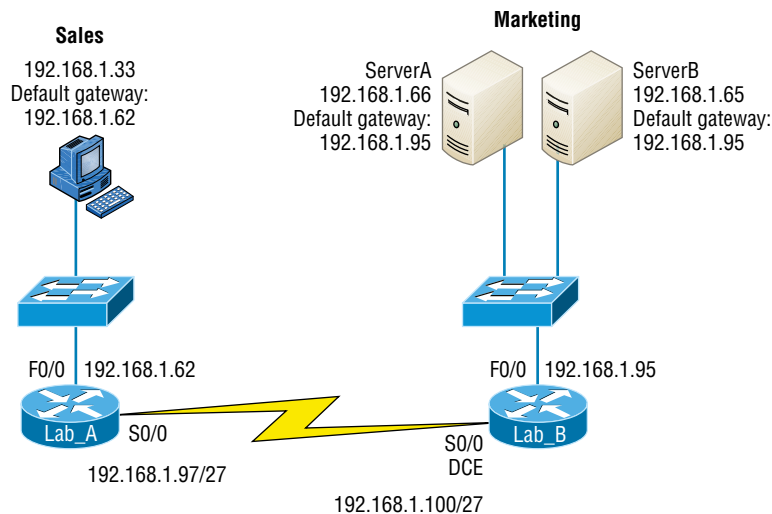 Sales
192.168.1.33
Default gateway:
192.168.1.62
Marketing
ServerA
192.168.1.66
Default gateway:
192.168.1.95
ServerB
192.168.1.65
Default gateway:
192.168.1.95
F0/0
192.168.1.62
Lab_A
S0/0
192.168.1.97/27
F0/0
192.168.1.95
Lab_B
S0/0
DCE
192.168.1.100/27